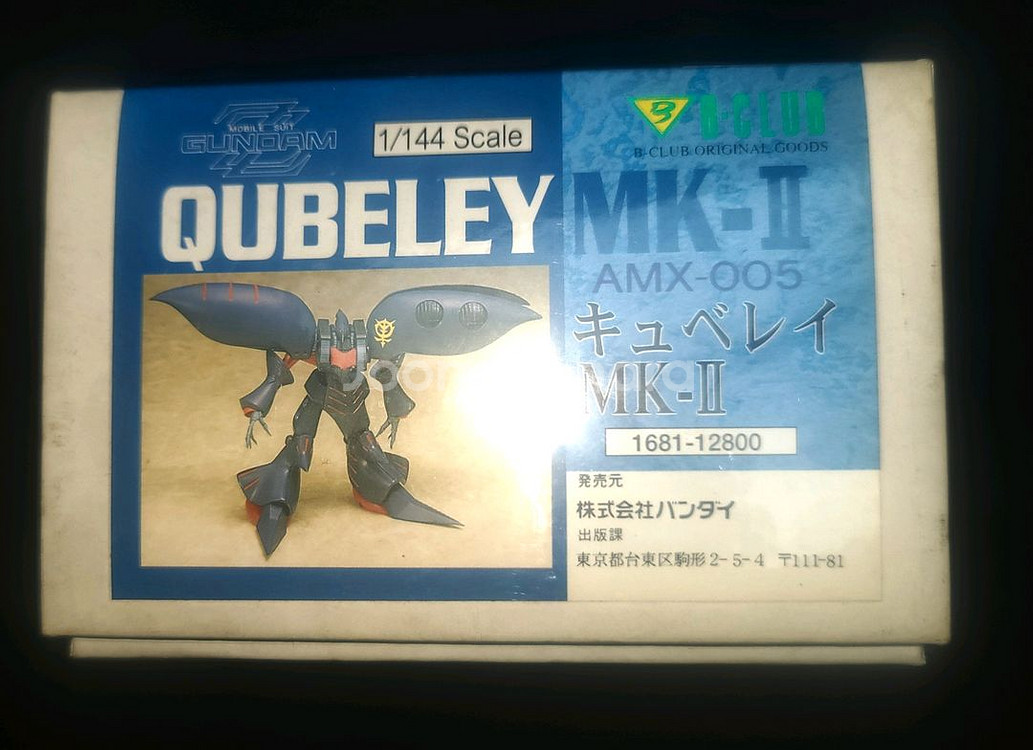 MOBILE SUIT
GUNDAM
1/144 Scale
B-CLUB
B-CLUB ORIGINAL GOODS
QUBELEY MK-II
AMX-005
キュベレイ
MK-II
1681-12800
発売元
株式会社バンダイ
出版課
東京都台東区駒形2-5-4 〒111-81